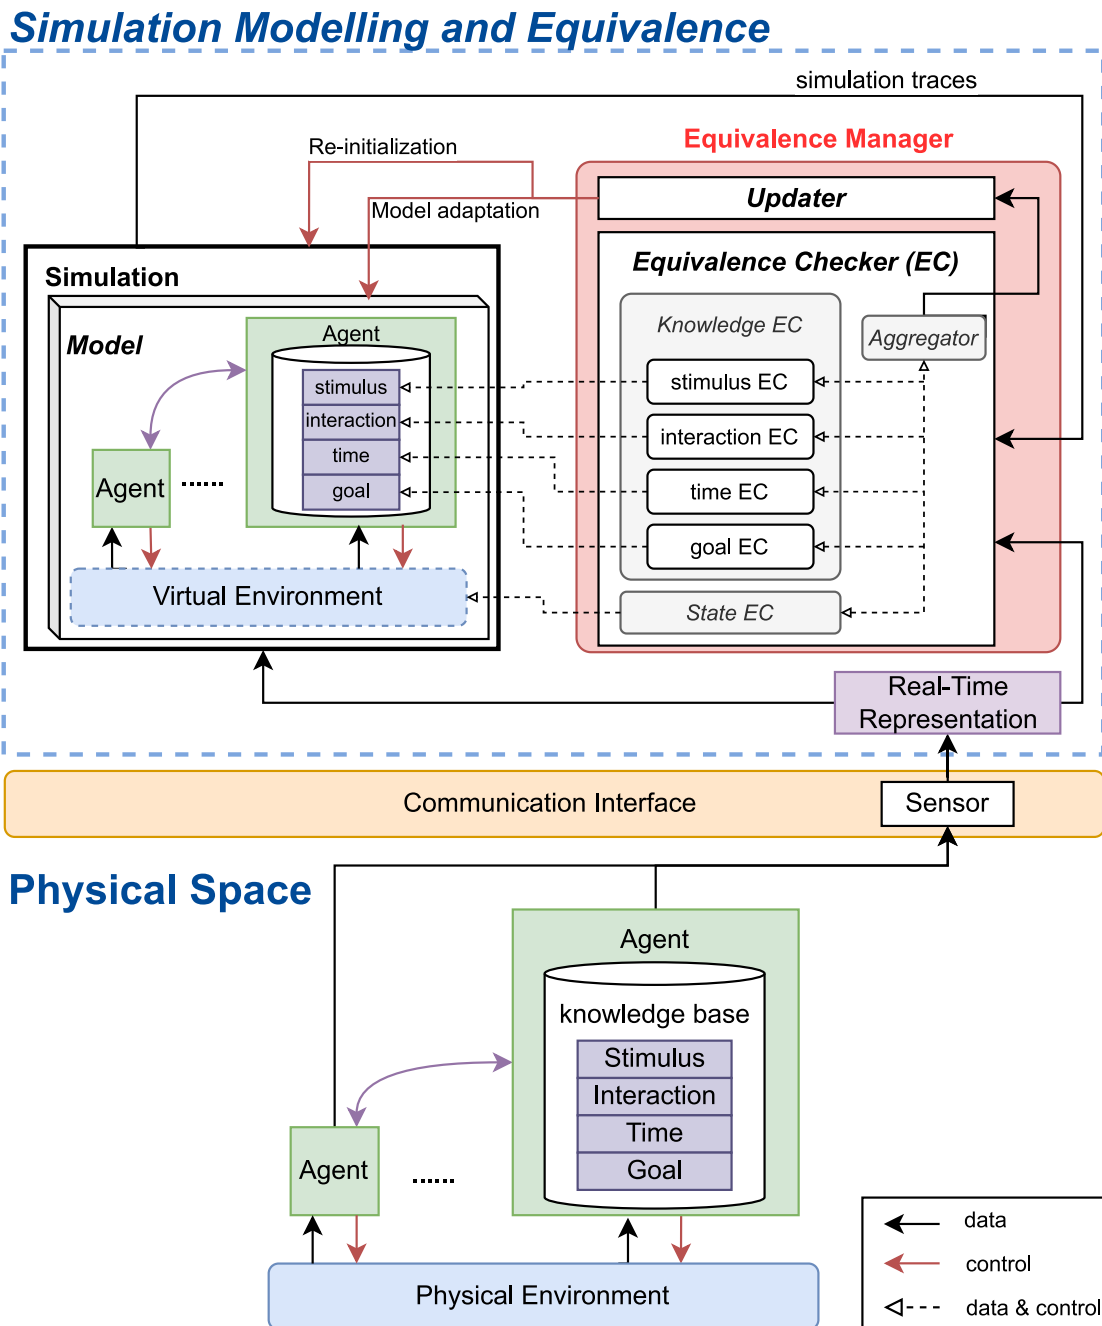 Simulation Modelling and Equivalence
simulation traces
Equivalence Manager
Re-initialization
Updater
Model adaptation
Equivalence Checker (EC)
Simulation
Knowledge EC
Aggregator
Model
Agent
stimulus
stimulus EC
interaction
interaction EC
time
time EC
goal
goal EC
Agent
......
Virtual Environment
State EC
Real-Time
Representation
Communication Interface
Sensor
Physical Space
Agent
knowledge base
Stimulus
Interaction
Time
Goal
Agent
......
Physical Environment
data
control
data & control